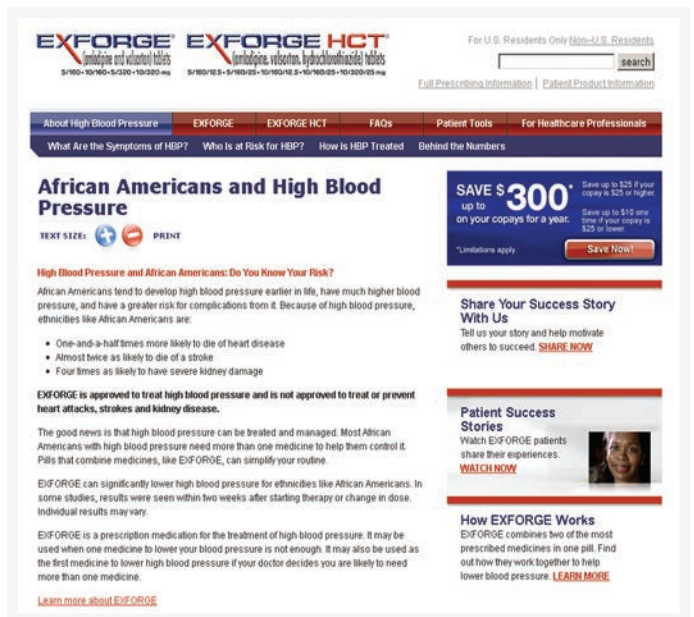 EXFORGE®
(amlodipine and valsartan) tablets
5/160•10/160•5/320•10/320 mg
EXFORGE HCT®
(amlodipine, valsartan, hydrochlorothiazide) tablets
5/160/12.5•5/160/25•10/160/12.5•10/160/25•10/320/25 mg
For U.S. Residents Only Non–U.S. Residents
search
Full Prescribing Information | Patient Product Information
About High Blood Pressure
EXFORGE
EXFORGE HCT
FAQs
Patient Tools
For Healthcare Professionals
What Are the Symptoms of HBP?
Who Is at Risk for HBP?
How is HBP Treated
Behind the Numbers
African Americans and High Blood
Pressure
TEXT SIZE: + − PRINT
High Blood Pressure and African Americans: Do You Know Your Risk?
African Americans tend to develop high blood pressure earlier in life, have much higher blood
pressure, and have a greater risk for complications from it. Because of high blood pressure,
ethnicities like African Americans are:
• One-and-a-half times more likely to die of heart disease
• Almost twice as likely to die of a stroke
• Four times as likely to have severe kidney damage
EXFORGE is approved to treat high blood pressure and is not approved to treat or prevent
heart attacks, strokes and kidney disease.
The good news is that high blood pressure can be treated and managed. Most African
Americans with high blood pressure need more than one medicine to help them control it.
Pills that combine medicines, like EXFORGE, can simplify your routine.
EXFORGE can significantly lower high blood pressure for ethnicities like African Americans. In
some studies, results were seen within two weeks after starting therapy or change in dose.
Individual results may vary.
EXFORGE is a prescription medication for the treatment of high blood pressure. It may be
used when one medicine to lower your blood pressure is not enough. It may also be used as
the first medicine to lower high blood pressure if your doctor decides you are likely to need
more than one medicine.
Learn more about EXFORGE
SAVE $300*
up to
on your copays for a year.
Save up to $25 if your
copay is $25 or higher.
Save up to $10 one
time if your copay is
$25 or lower.
*Limitations apply.
Save Now!
Share Your Success Story
With Us
Tell us your story and help motivate
others to succeed. SHARE NOW
Patient Success
Stories
Watch EXFORGE patients
share their experiences.
WATCH NOW
How EXFORGE Works
EXFORGE combines two of the most
prescribed medicines in one pill. Find
out how they work together to help
lower blood pressure. LEARN MORE